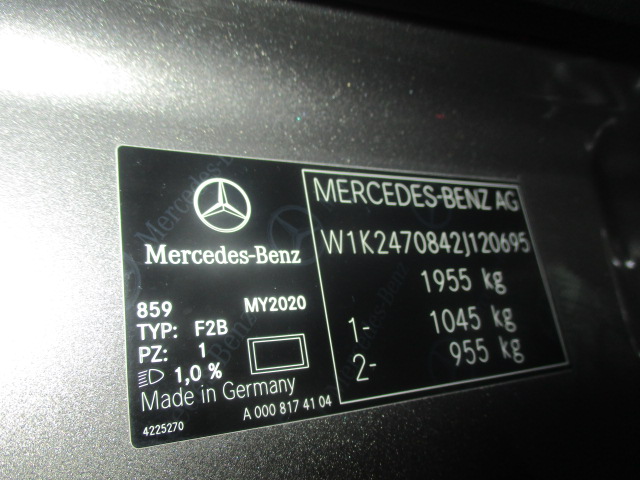 Mercedes-Benz
859 MY2020
TYP: F2B
PZ: 1
1,0 %
Made in Germany
4225270 A 000 817 41 04
MERCEDES-BENZ AG
W1K2470842J120695
1955 kg
1- 1045 kg
2- 955 kg